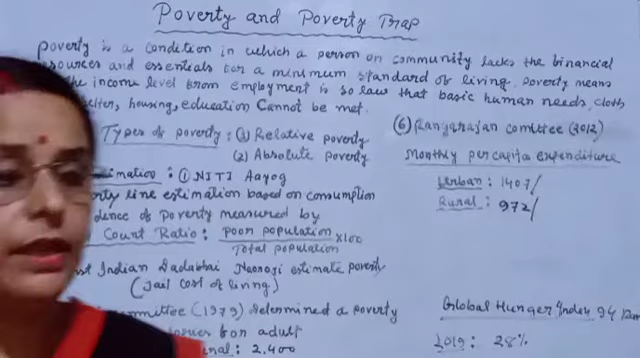 Poverty and Poverty Trap
Poverty is a condition in which a person or community lacks the financial
resources and essentials for a minimum standard of living. Poverty means
the income level from employment is so low that basic human needs, cloth
shelter, housing, education cannot be met.
Types of poverty: (1) Relative poverty
(2) Absolute poverty
(6) Rangarajan comittee (2012)
Monthly per capita expenditure
Urban: 1407/
Rural: 972/
: ① NITI Aayog
line estimation based on consumption
of poverty measured by
Count Ratio: poor population / Total population ×100
Indian Dadabhai Naoroji estimate poverty
(Jail cost of living)
(1979) determined a poverty
for adult
: 2,400
Global Hunger Index 94
2019: 28%